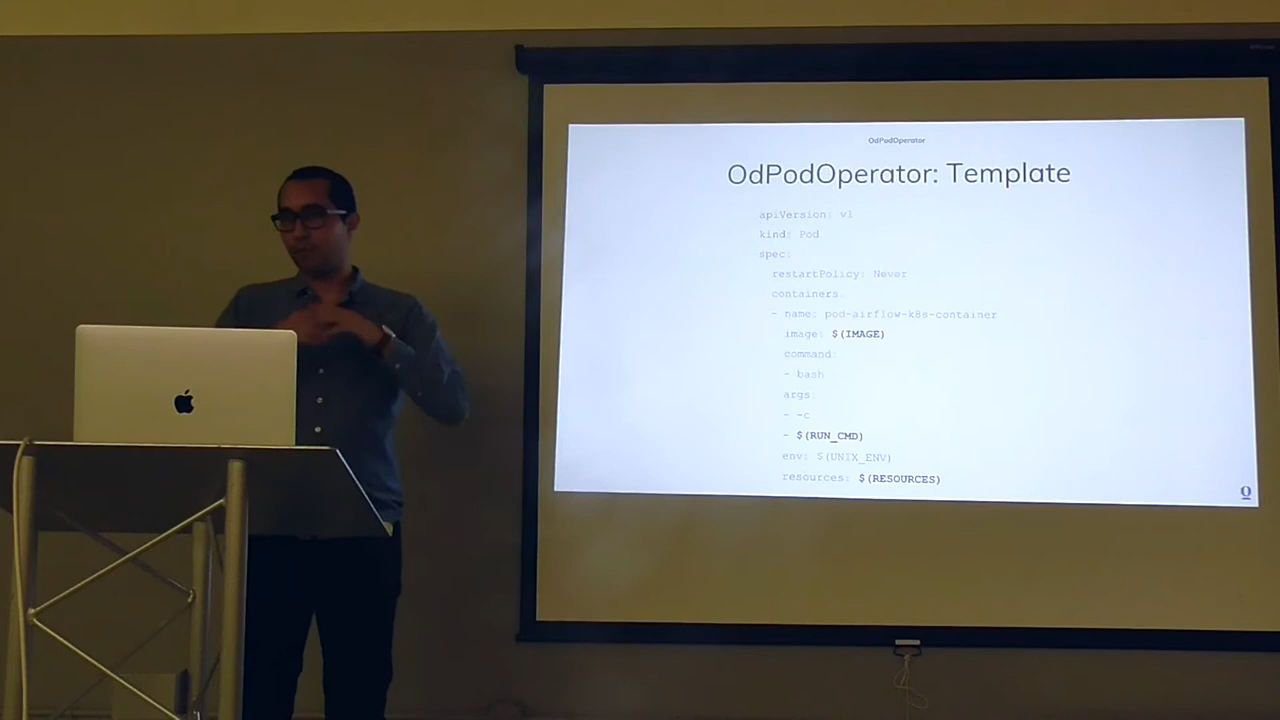 OdPodOperator
OdPodOperator: Template
apiVersion: v1
kind: Pod
spec:
restartPolicy: Never
containers:
- name: pod-airflow-k8s-container
image: $(IMAGE)
command:
- bash
args:
- -c
- $(RUN_CMD)
env: $(UNIX_ENV)
resources: $(RESOURCES)